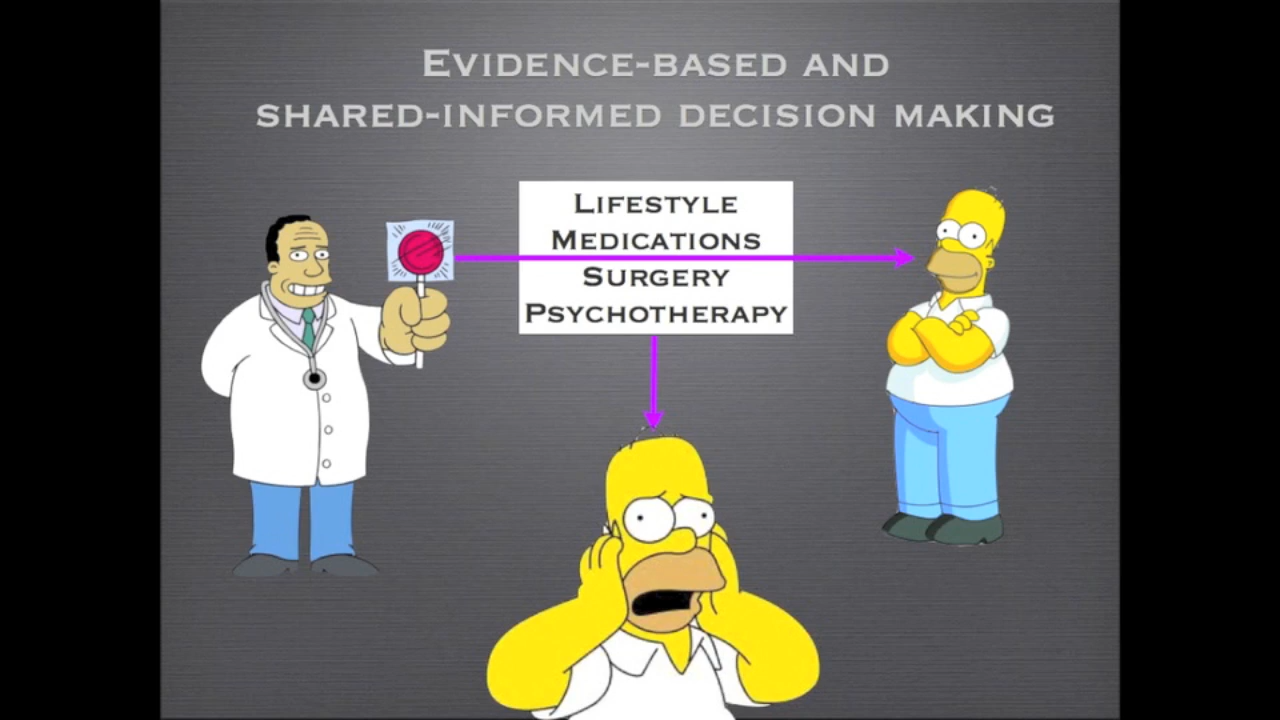 Evidence-based and
shared-informed decision making
Lifestyle
Medications
Surgery
Psychotherapy